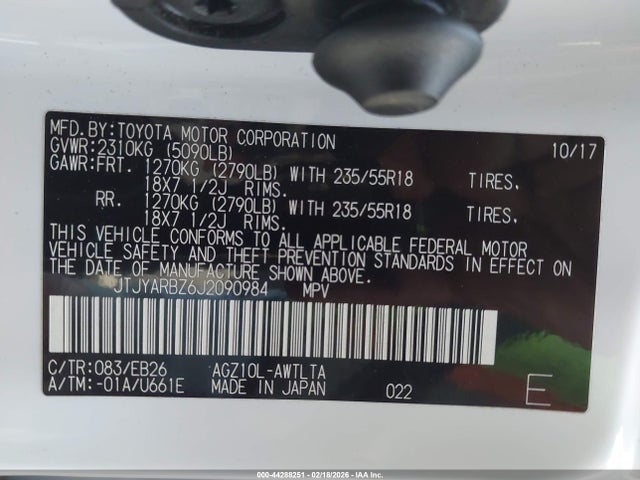 MFD.BY:TOYOTA MOTOR CORPORATION 10/17
GVWR:2310KG (5090LB)
GAWR:FRT. 1270KG (2790LB) WITH 235/55R18 TIRES.
18X7 1/2J RIMS.
RR. 1270KG (2790LB) WITH 235/55R18 TIRES.
18X7 1/2J RIMS.
THIS VEHICLE CONFORMS TO ALL APPLICABLE FEDERAL MOTOR
VEHICLE SAFETY AND THEFT PREVENTION STANDARDS IN EFFECT ON
THE DATE OF MANUFACTURE SHOWN ABOVE.
JTJYARBZ6J2090984 MPV
C/TR:083/EB26 AGZ10L-AWTLTA
A/TM:-01A/U661E MADE IN JAPAN 022 E
000-44288251 - 02/18/2026 - IAA Inc.